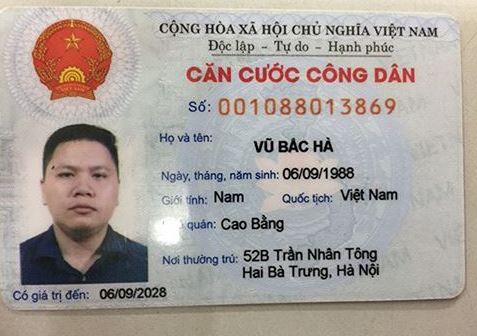 CỘNG HÒA XÃ HỘI CHỦ NGHĨA VIỆT NAM
Độc lập - Tự do - Hạnh phúc
CĂN CƯỚC CÔNG DÂN
Số: 001088013869
Họ và tên:
VŨ BẮC HÀ
Ngày, tháng, năm sinh: 06/09/1988
Giới tính: Nam Quốc tịch: Việt Nam
quán: Cao Bằng
Nơi thường trú: 52B Trần Nhân Tông
Hai Bà Trưng, Hà Nội
Có giá trị đến: 06/09/2028